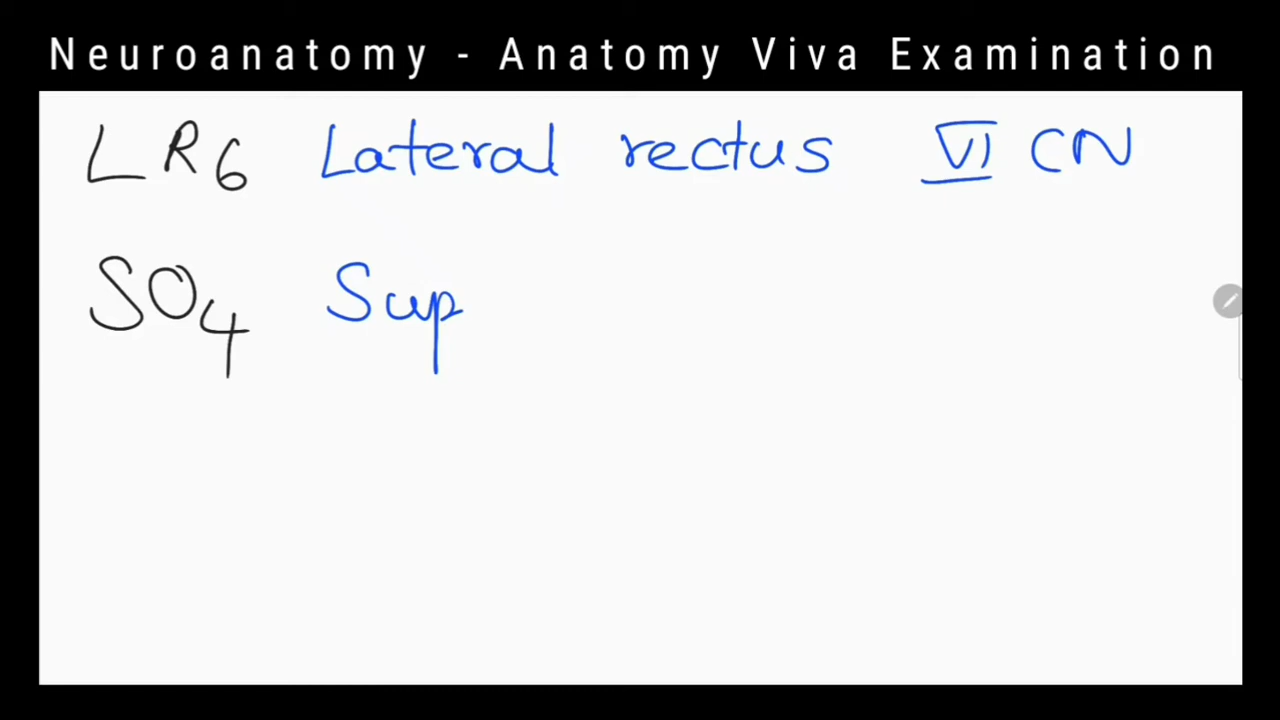 Neuroanatomy - Anatomy Viva Examination
LR6 Lateral rectus VI CN
SO4 Sup